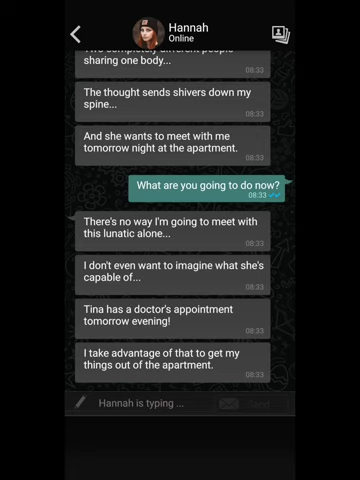 Hannah
Online
Two completely different people
sharing one body...
08:33
The thought sends shivers down my
spine...
08:33
And she wants to meet with me
tomorrow night at the apartment.
08:33
What are you going to do now?
08:33
There's no way I'm going to meet with
this lunatic alone...
08:33
I don't even want to imagine what she's
capable of...
08:33
Tina has a doctor's appointment
tomorrow evening!
08:33
I take advantage of that to get my
things out of the apartment.
08:33
Hannah is typing ...
Send